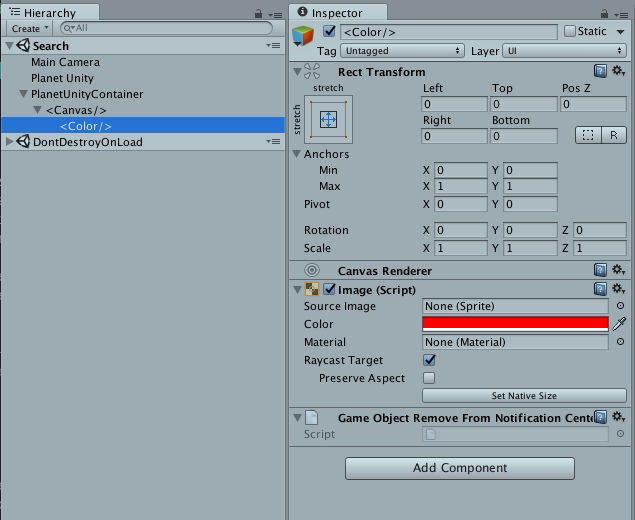 Hierarchy
Create
All
Search
Main Camera
Planet Unity
PlanetUnityContainer
<Canvas/>
<Color/>
DontDestroyOnLoad
Inspector
<Color/>
Static
Tag Untagged Layer UI
Rect Transform
stretch
stretch
Left Top Pos Z
0 0 0
Right Bottom
0 0
R
Anchors
Min X 0 Y 0
Max X 1 Y 1
Pivot X 0 Y 0
Rotation X 0 Y 0 Z 0
Scale X 1 Y 1 Z 1
Canvas Renderer
Image (Script)
Source Image None (Sprite)
Color
Material None (Material)
Raycast Target
Preserve Aspect
Set Native Size
Game Object Remove From Notification Cente
Script
Add Component